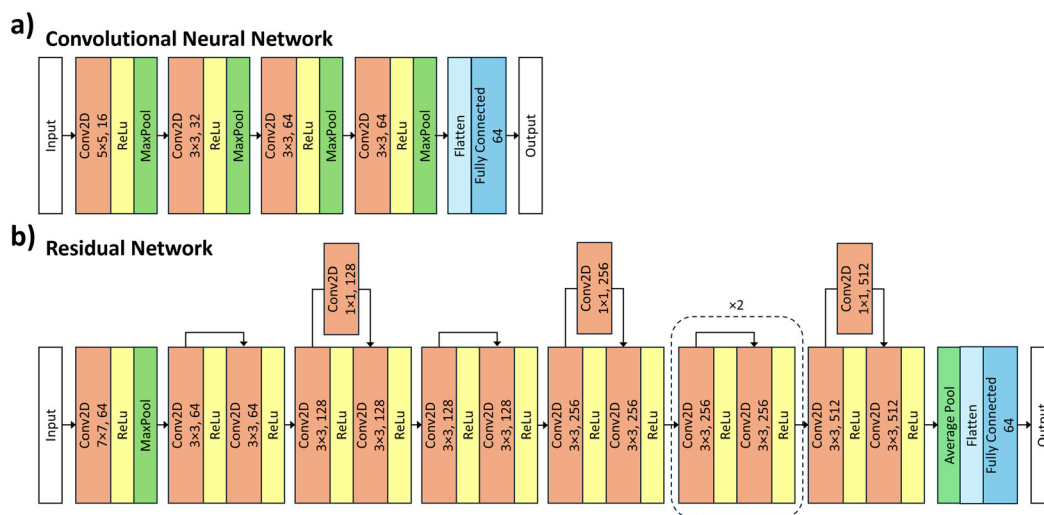 a)
Convolutional Neural Network
Input
Conv2D
5×5, 16
ReLu
MaxPool
Conv2D
3×3, 32
ReLu
MaxPool
Conv2D
3×3, 64
ReLu
MaxPool
Conv2D
3×3, 64
ReLu
MaxPool
Flatten
Fully Connected
64
Output
b)
Residual Network
Conv2D
1×1, 128
Conv2D
1×1, 256
×2
Conv2D
1×1, 512
Input
Conv2D
7×7, 64
ReLu
MaxPool
Conv2D
3×3, 64
ReLu
Conv2D
3×3, 64
ReLu
Conv2D
3×3, 128
ReLu
Conv2D
3×3, 128
ReLu
Conv2D
3×3, 128
ReLu
Conv2D
3×3, 128
ReLu
Conv2D
3×3, 256
ReLu
Conv2D
3×3, 256
ReLu
Conv2D
3×3, 256
ReLu
Conv2D
3×3, 256
ReLu
Conv2D
3×3, 512
ReLu
Conv2D
3×3, 512
ReLu
Average Pool
Flatten
Fully Connected
64
Output